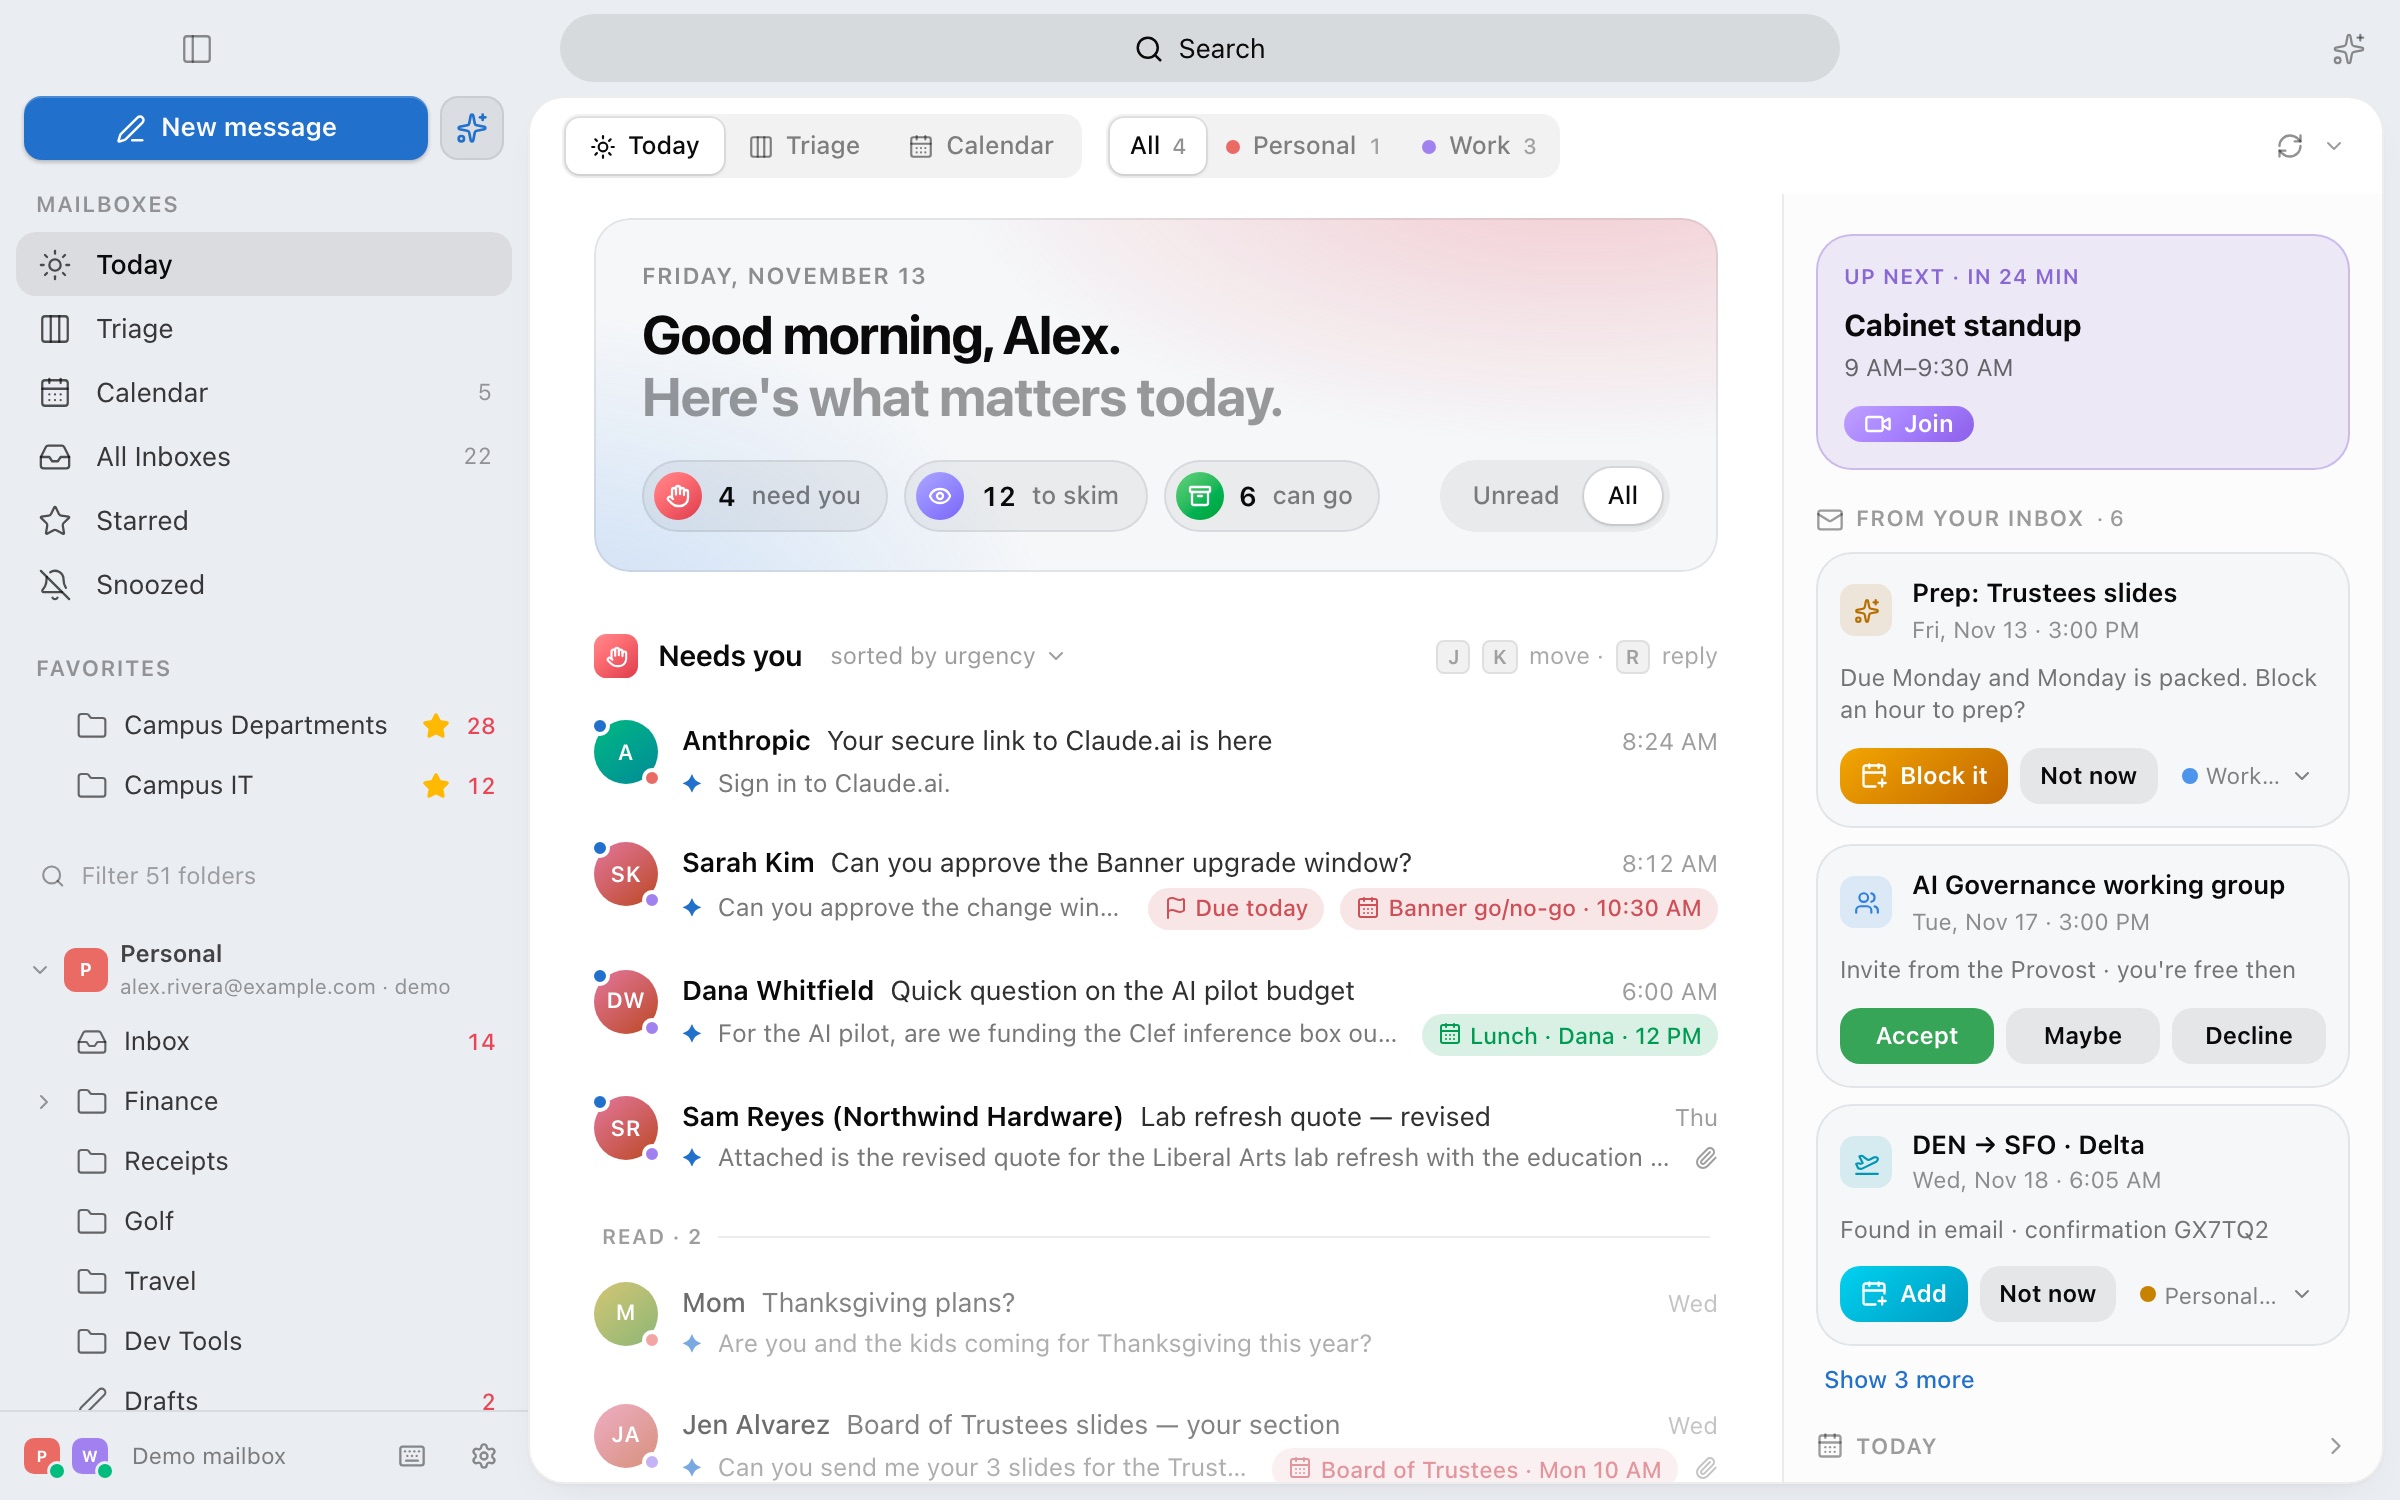 Search
New message
MAILBOXES
Today
Triage
Calendar 5
All Inboxes 22
Starred
Snoozed
FAVORITES
Campus Departments 28
Campus IT 12
Filter 51 folders
P Personal
alex.rivera@example.com · demo
Inbox 14
Finance
Receipts
Golf
Travel
Dev Tools
Drafts 2
P W Demo mailbox
Today Triage Calendar All 4 Personal 1 Work 3
FRIDAY, NOVEMBER 13
Good morning, Alex.
Here's what matters today.
4 need you 12 to skim 6 can go Unread All
Needs you sorted by urgency J K move · R reply
A Anthropic Your secure link to Claude.ai is here 8:24 AM
Sign in to Claude.ai.
SK Sarah Kim Can you approve the Banner upgrade window? 8:12 AM
Can you approve the change win... Due today Banner go/no-go · 10:30 AM
DW Dana Whitfield Quick question on the AI pilot budget 6:00 AM
For the AI pilot, are we funding the Clef inference box ou... Lunch · Dana · 12 PM
SR Sam Reyes (Northwind Hardware) Lab refresh quote — revised Thu
Attached is the revised quote for the Liberal Arts lab refresh with the education ...
READ · 2
M Mom Thanksgiving plans? Wed
Are you and the kids coming for Thanksgiving this year?
JA Jen Alvarez Board of Trustees slides — your section Wed
Can you send me your 3 slides for the Trust... Board of Trustees · Mon 10 AM
UP NEXT · IN 24 MIN
Cabinet standup
9 AM–9:30 AM
Join
FROM YOUR INBOX · 6
Prep: Trustees slides
Fri, Nov 13 · 3:00 PM
Due Monday and Monday is packed. Block
an hour to prep?
Block it Not now Work...
AI Governance working group
Tue, Nov 17 · 3:00 PM
Invite from the Provost · you're free then
Accept Maybe Decline
DEN → SFO · Delta
Wed, Nov 18 · 6:05 AM
Found in email · confirmation GX7TQ2
Add Not now Personal...
Show 3 more
TODAY